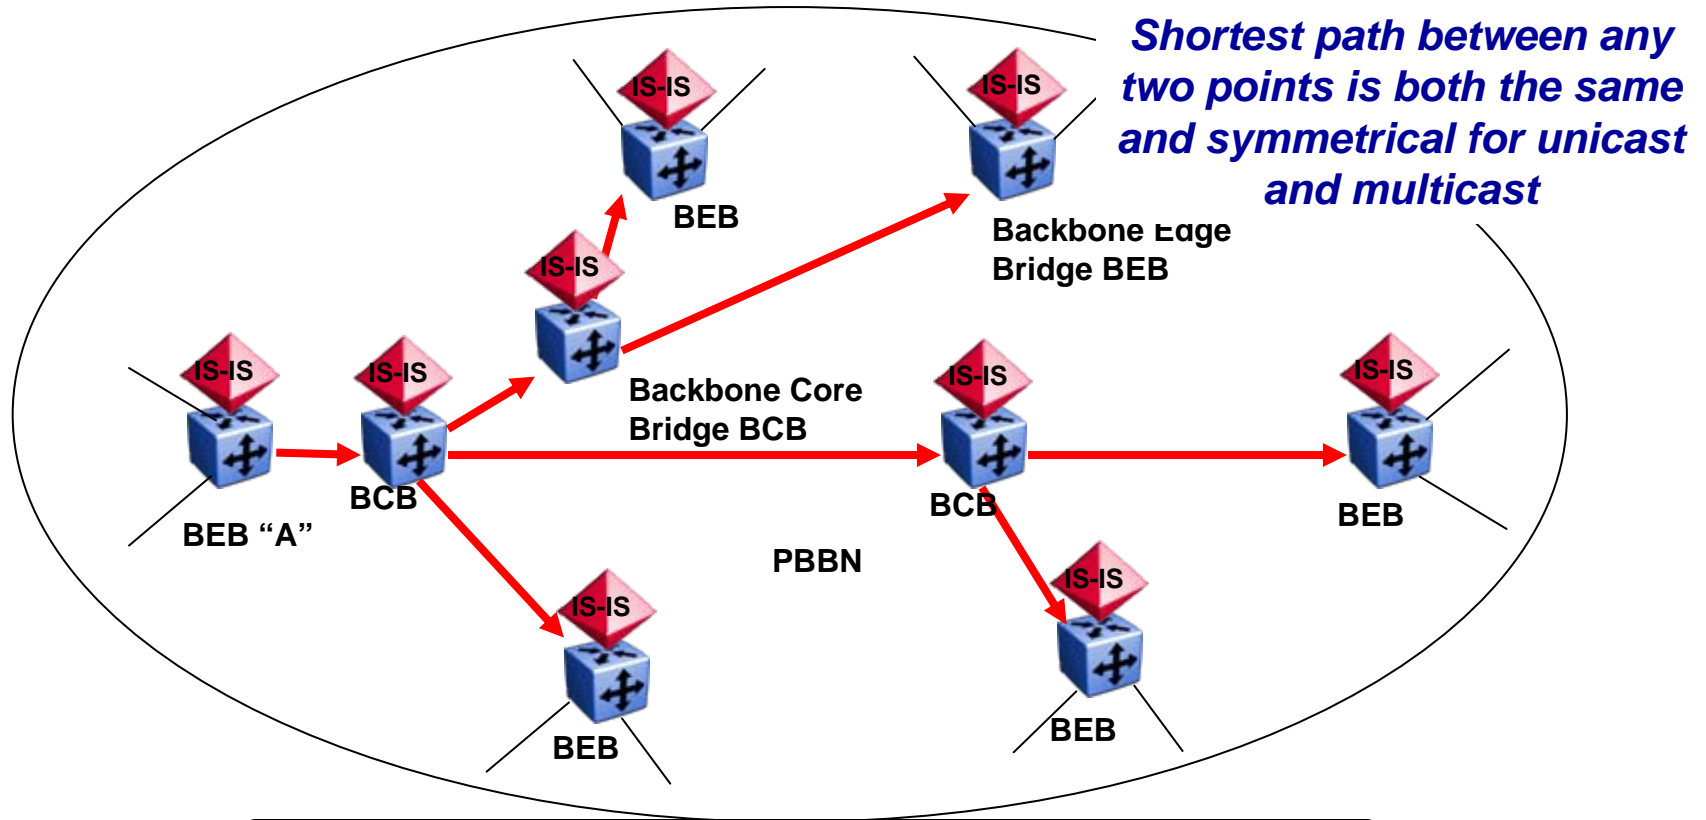 Shortest path between any
two points is both the same
and symmetrical for unicast
and multicast
IS-IS
IS-IS
BEB
Backbone Edge
Bridge BEB
IS-IS
IS-IS
IS-IS
IS-IS
IS-IS
Backbone Core
Bridge BCB
BCB
BCB
BEB
BEB “A”
PBBN
IS-IS
IS-IS
BEB
BEB